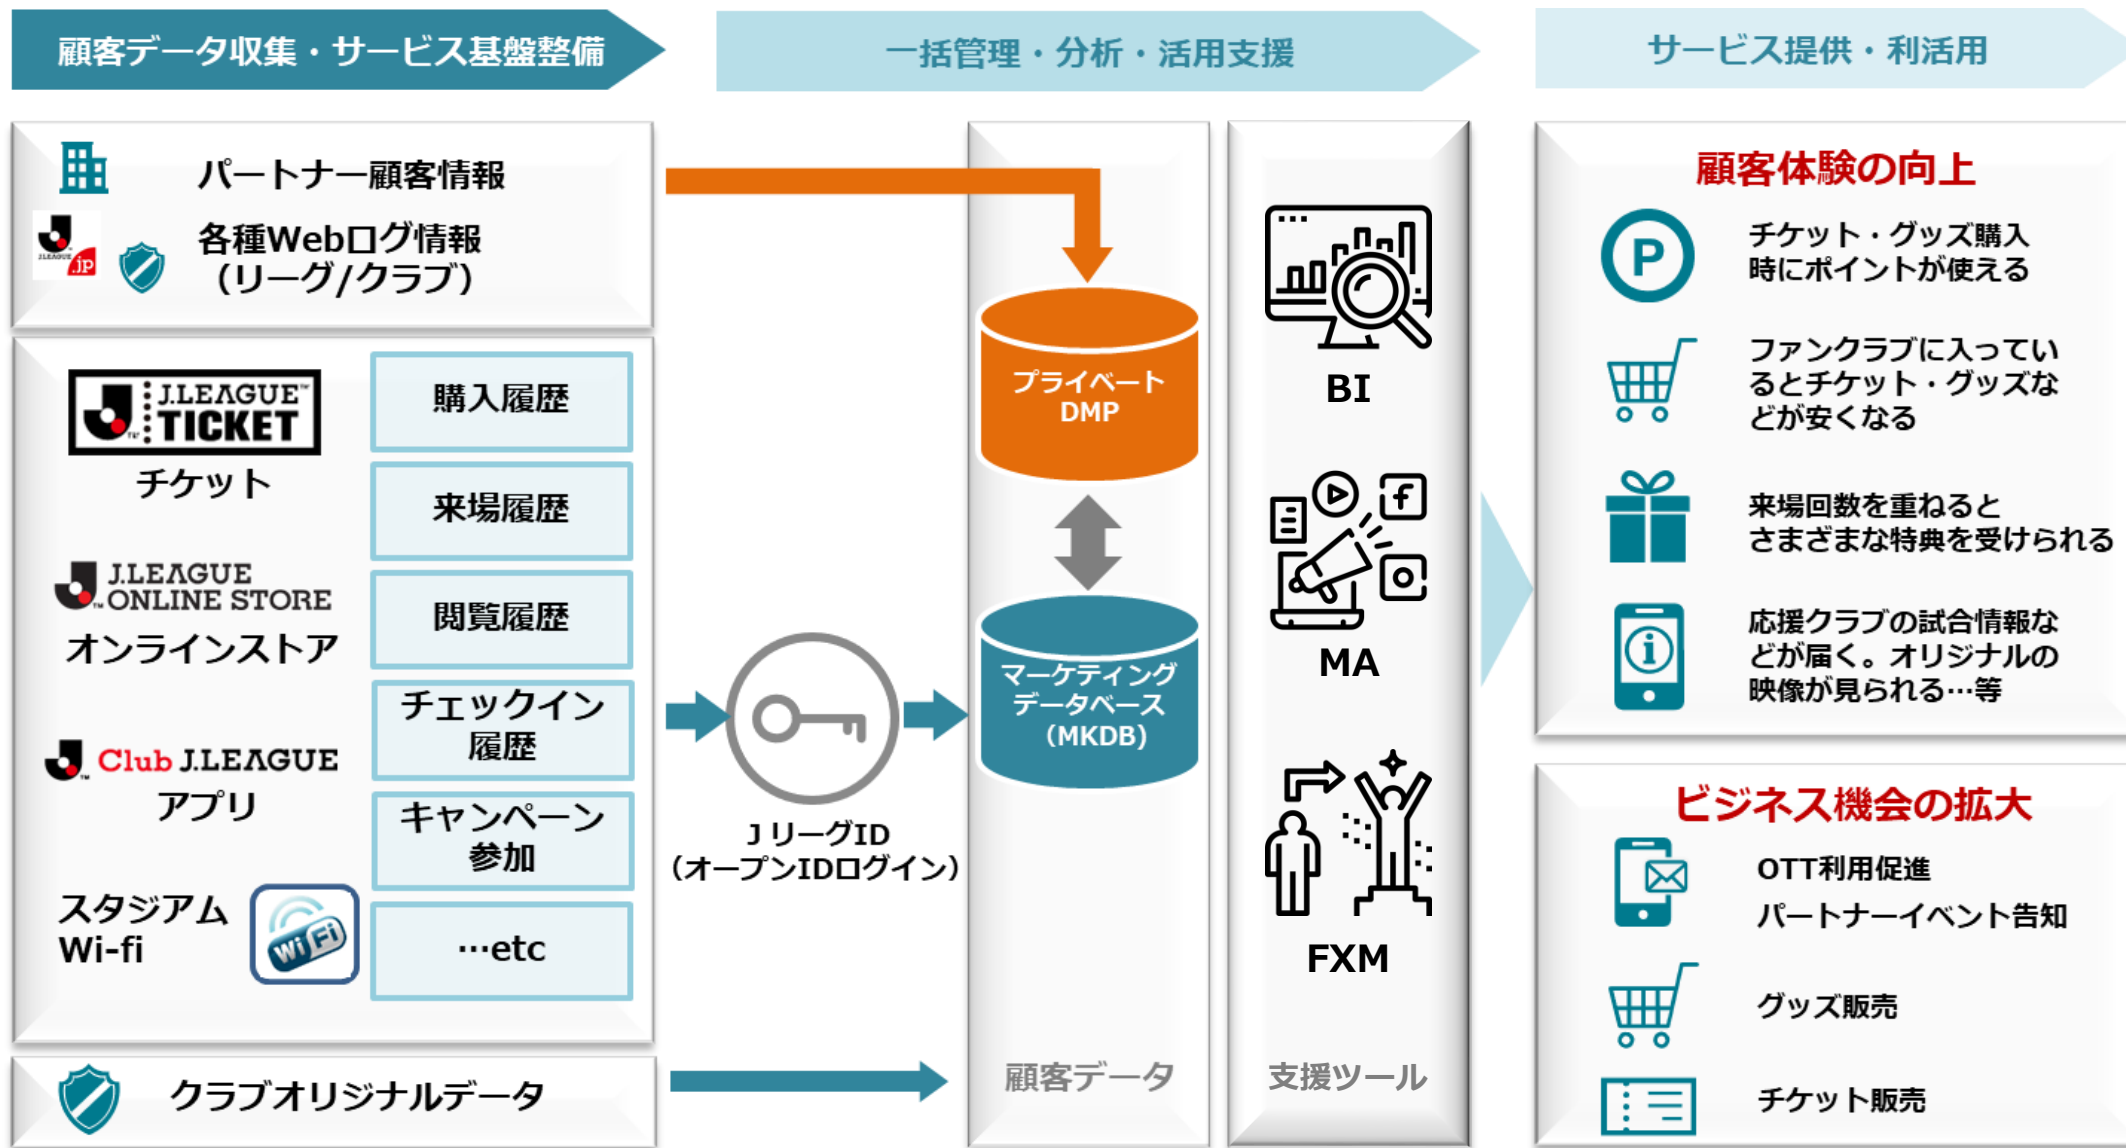 顧客データ収集・サービス基盤整備
一括管理・分析・活用支援
サービス提供・利活用
パートナー顧客情報
J.LEAGUE
.jp
各種Webログ情報
（リーグ/クラブ）
J.LEAGUE™
TICKET
チケット
J.LEAGUE
ONLINE STORE
オンラインストア
Club J.LEAGUE
アプリ
スタジアム
Wi-fi
WiFi
購入履歴
来場履歴
閲覧履歴
チェックイン
履歴
キャンペーン
参加
…etc
クラブオリジナルデータ
JリーグID
（オープンIDログイン）
プライベート
DMP
マーケティング
データベース
（MKDB)
顧客データ
BI
MA
FXM
支援ツール
顧客体験の向上
P
チケット・グッズ購入
時にポイントが使える
ファンクラブに入ってい
るとチケット・グッズな
どが安くなる
来場回数を重ねると
さまざまな特典を受けられる
応援クラブの試合情報な
どが届く。オリジナルの
映像が見られる…等
ビジネス機会の拡大
OTT利用促進
パートナーイベント告知
グッズ販売
チケット販売